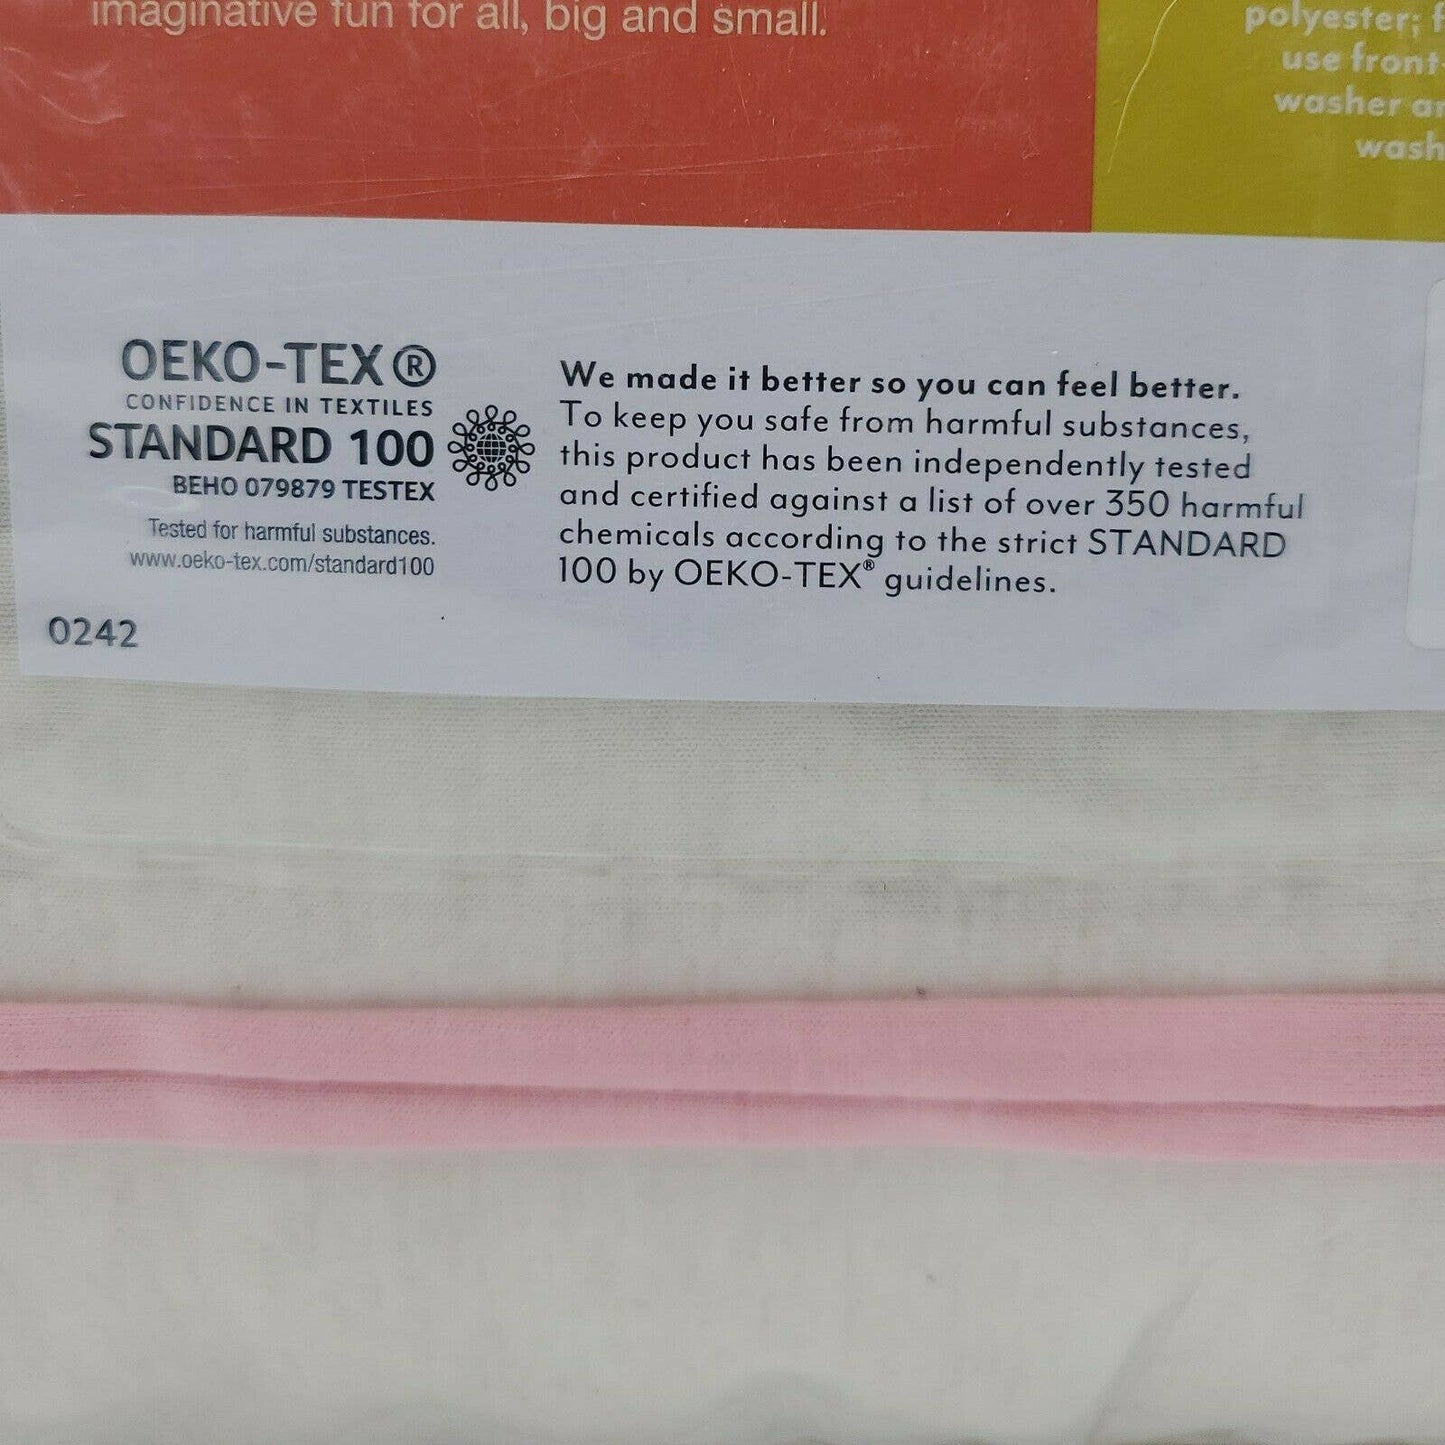 imaginative fun for all, big and small.
polyester;
use front-
washer
wash
OEKO-TEX®
CONFIDENCE IN TEXTILES
STANDARD 100
BEHO 079879 TESTEX
Tested for harmful substances.
www.oeko-tex.com/standard100
0242
We made it better so you can feel better.
To keep you safe from harmful substances,
this product has been independently tested
and certified against a list of over 350 harmful
chemicals according to the strict STANDARD
100 by OEKO-TEX® guidelines.